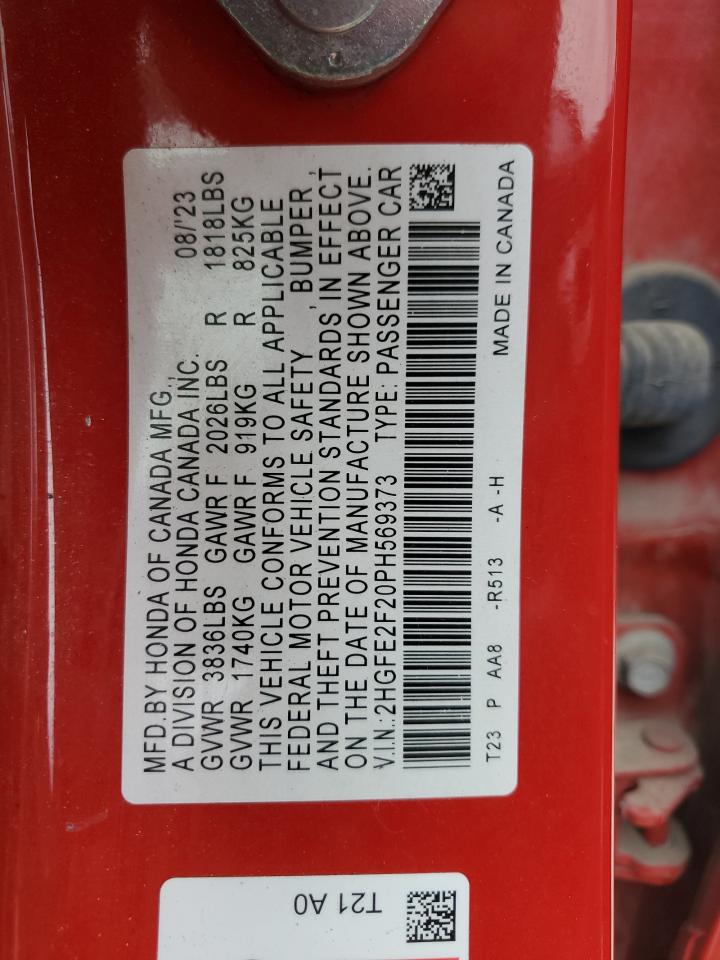 MFD.BY HONDA OF CANADA MFG., 08/'23
A DIVISION OF HONDA CANADA INC.
GVWR 3836LBS GAWR F 2026LBS R 1818LBS
GVWR 1740KG GAWR F 919KG R 825KG
THIS VEHICLE CONFORMS TO ALL APPLICABLE
FEDERAL MOTOR VEHICLE SAFETY , BUMPER ,
AND THEFT PREVENTION STANDARDS IN EFFECT
ON THE DATE OF MANUFACTURE SHOWN ABOVE.
V.I.N.:2HGFE2F20PH569373 TYPE: PASSENGER CAR
T23 P AA8 -R513 -A -H MADE IN CANADA
T21 A0